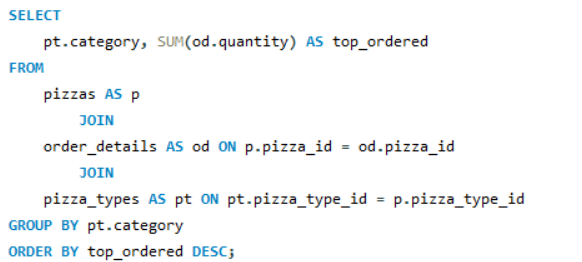 SELECT
    pt.category, SUM(od.quantity) AS top_ordered
FROM
    pizzas AS p
        JOIN
    order_details AS od ON p.pizza_id = od.pizza_id
        JOIN
    pizza_types AS pt ON pt.pizza_type_id = p.pizza_type_id
GROUP BY pt.category
ORDER BY top_ordered DESC;